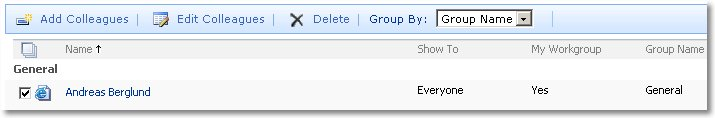 Add Colleagues | Edit Colleagues | Delete | Group By: Group Name
Name Show To My Workgroup Group Name
General
Andreas Berglund Everyone Yes General